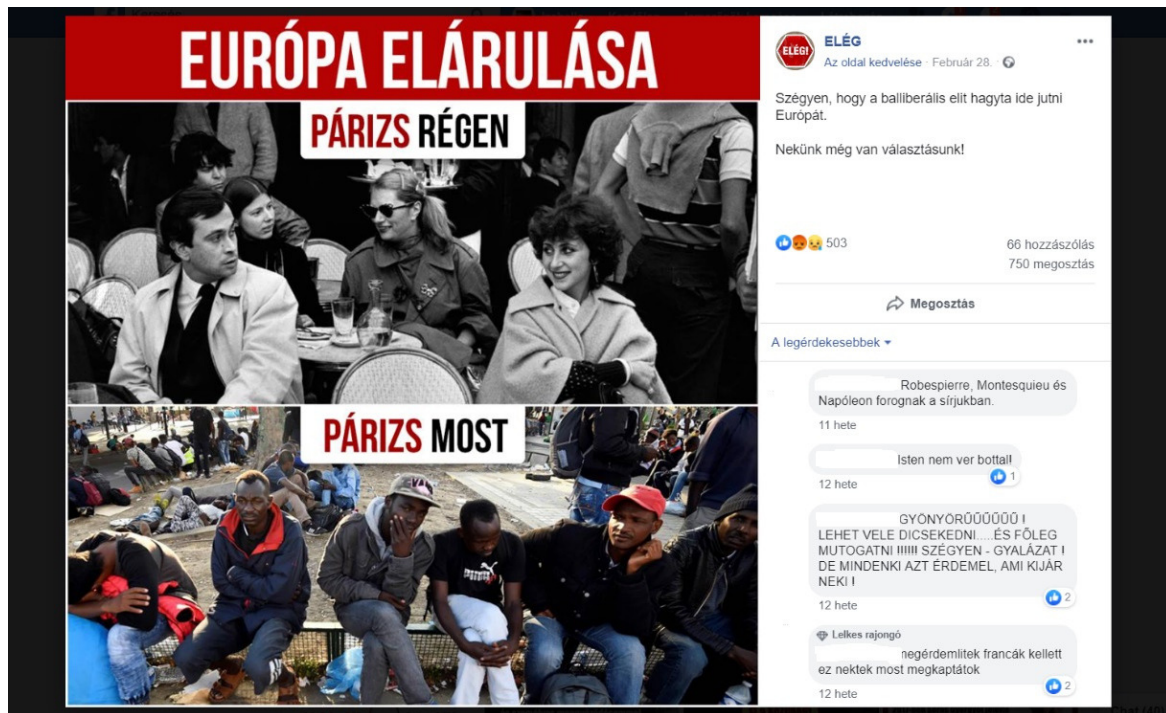 EURÓPA ELÁRULÁSA
PÁRIZS RÉGEN
PÁRIZS MOST
ELÉG!
ELÉG
Az oldal kedvelése · Február 28. ·
Szégyen, hogy a balliberális elit hagyta ide jutni
Európát.
Nekünk még van választásunk!
503
66 hozzászólás
750 megosztás
Megosztás
A legérdekesebbek
Robespierre, Montesquieu és
Napóleon forognak a sírjukban.
11 hete
Isten nem ver bottal!
1
12 hete
GYÖNYÖRŰŰŰŰŰŰ !
LEHET VELE DICSEKEDNI.....ÉS FŐLEG
MUTOGATNI !!!!!! SZÉGYEN - GYALÁZAT !
DE MINDENKI AZT ÉRDEMEL, AMI KIJÁR
NEKI !
2
12 hete
Lelkes rajongó
megérdemlitek francák kellett
ez nektek most megkaptátok
2
12 hete